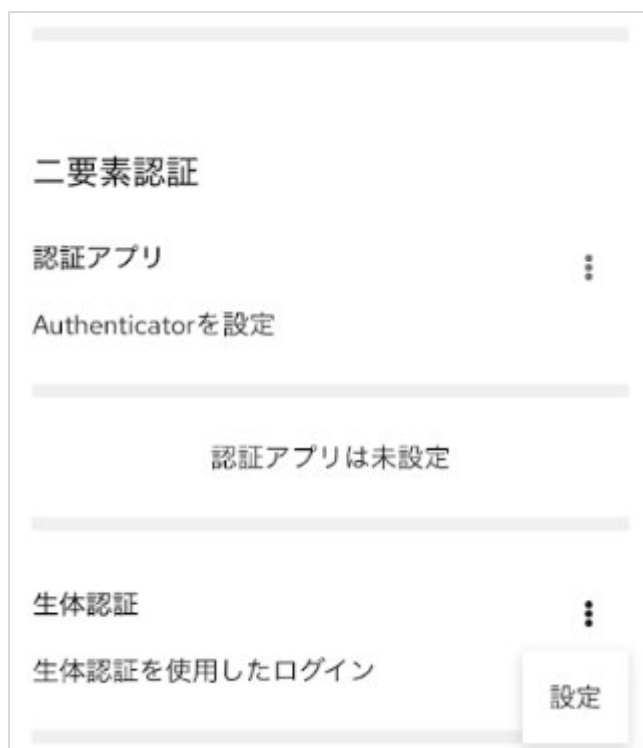 二要素認証
認証アプリ
Authenticatorを設定
認証アプリは未設定
生体認証
生体認証を使用したログイン
設定